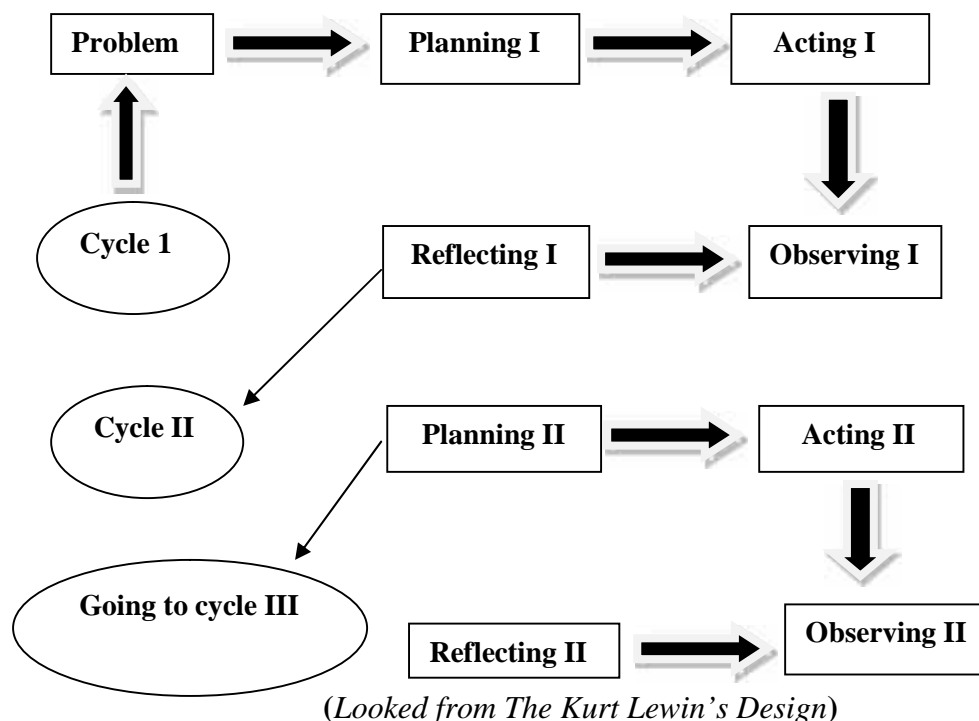 Problem
Planning I
Acting I
Cycle 1
Reflecting I
Observing I
Cycle II
Planning II
Acting II
Going to cycle III
Reflecting II
Observing II
(Looked from The Kurt Lewin's Design)